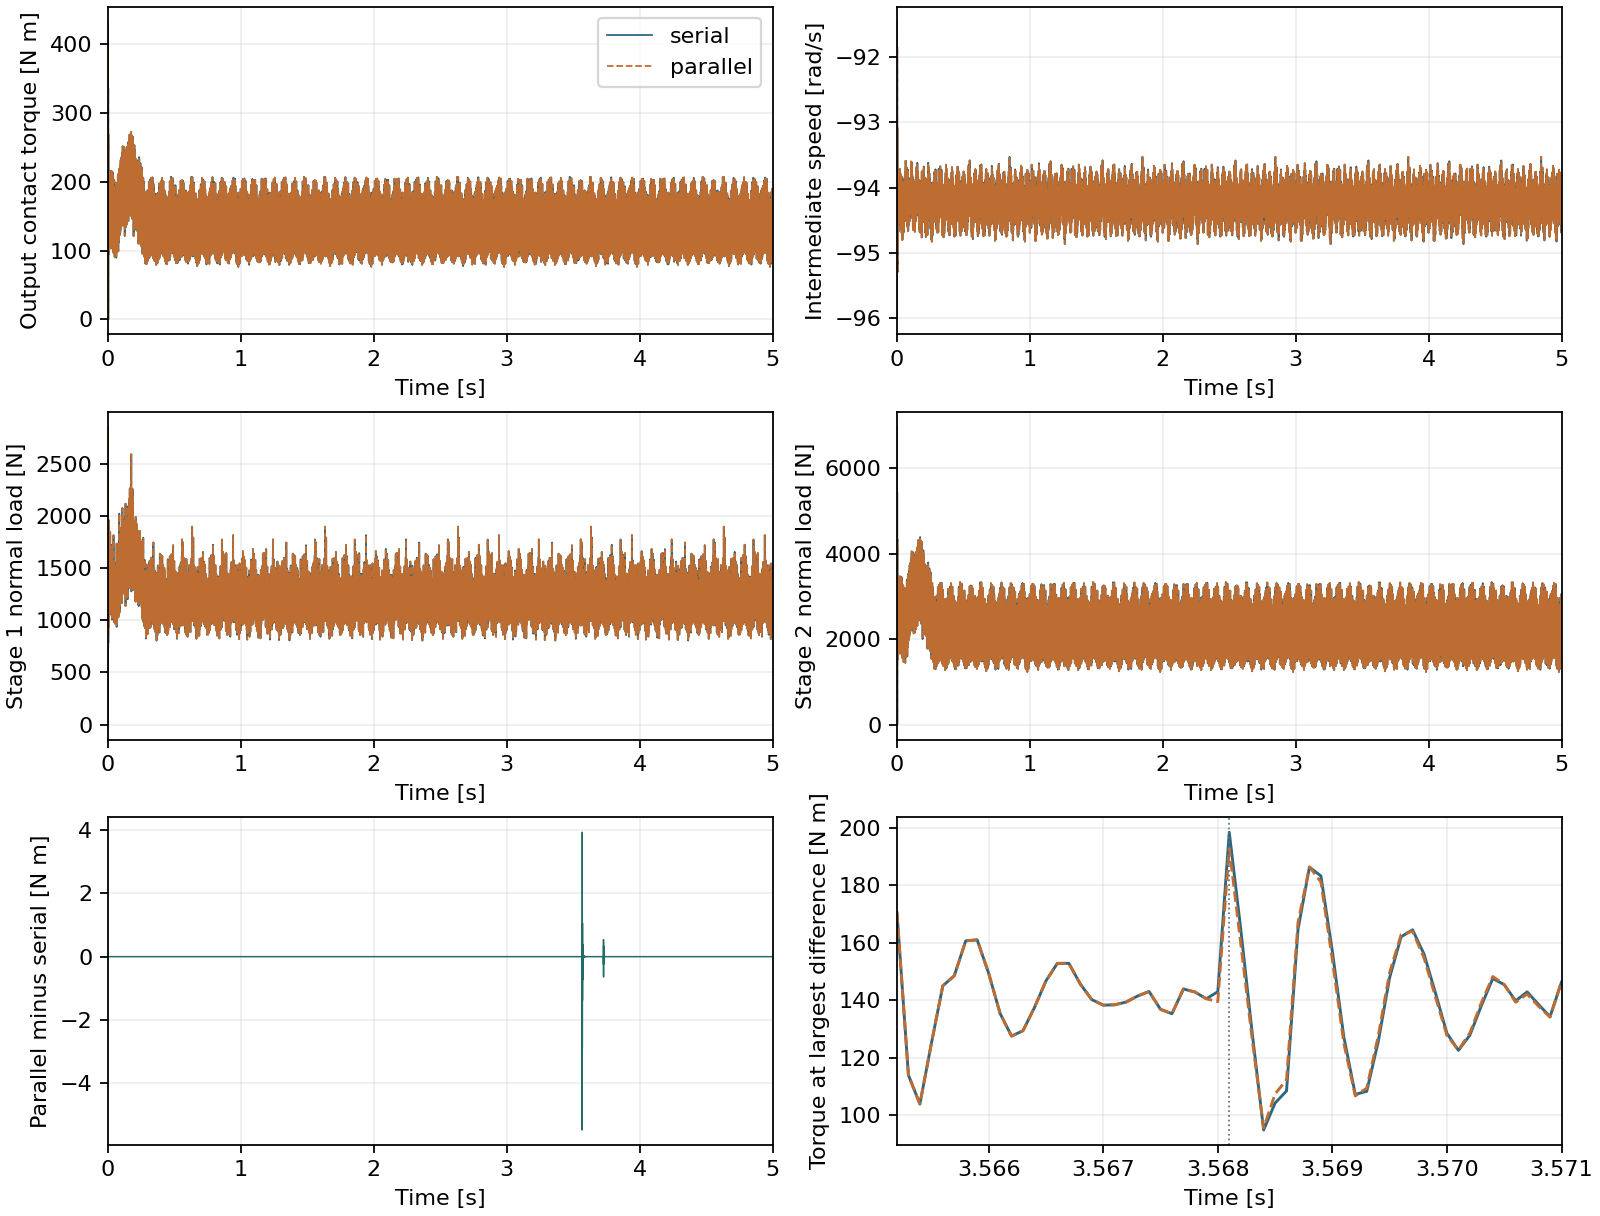 Output contact torque [N m]
400
300
200
100
0
serial
parallel
0 1 2 3 4 5
Time [s]
Intermediate speed [rad/s]
−92
−93
−94
−95
−96
0 1 2 3 4 5
Time [s]
Stage 1 normal load [N]
2500
2000
1500
1000
500
0
0 1 2 3 4 5
Time [s]
Stage 2 normal load [N]
6000
4000
2000
0
0 1 2 3 4 5
Time [s]
Parallel minus serial [N m]
4
2
0
−2
−4
0 1 2 3 4 5
Time [s]
Torque at largest difference [N m]
200
180
160
140
120
100
3.566 3.567 3.568 3.569 3.570 3.571
Time [s]